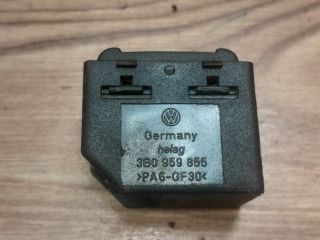 Germany
helag
3B0 959 855
>PA6-GF30<